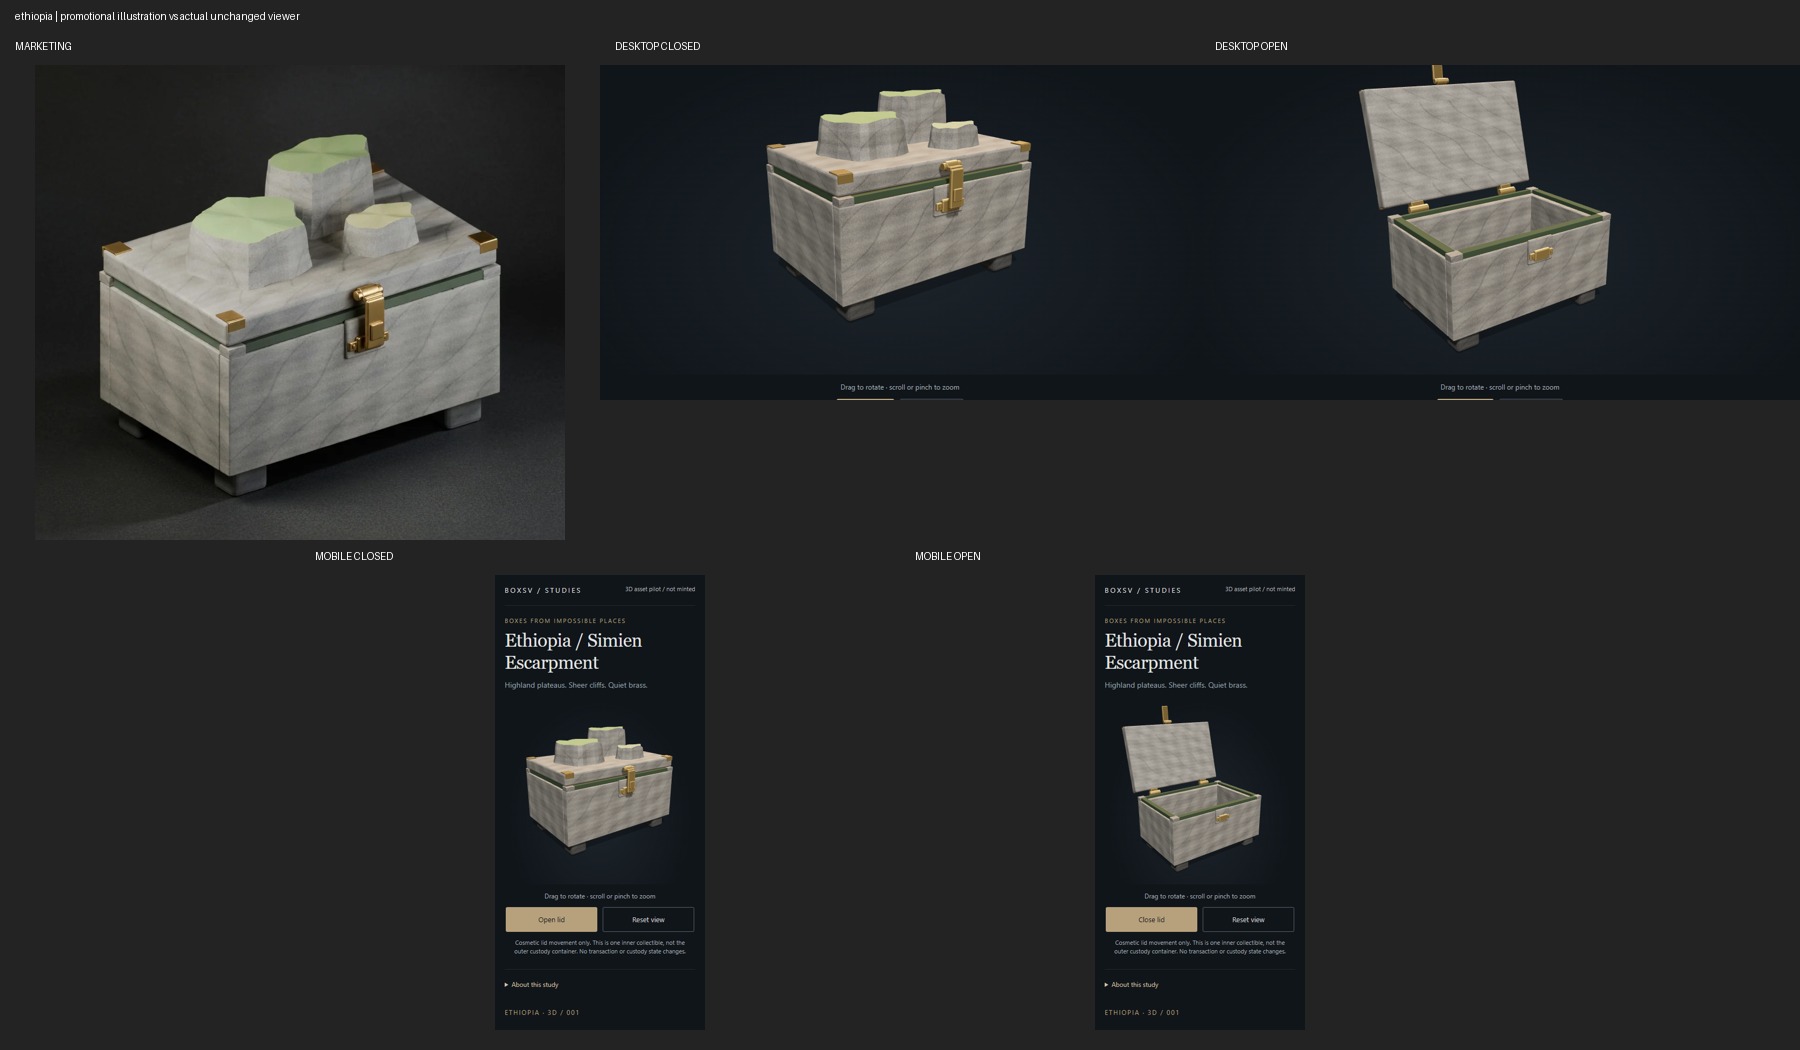 ethiopia | promotional illustration vs actual unchanged viewer
MARKETING
DESKTOP CLOSED
DESKTOP OPEN
Drag to rotate · scroll or pinch to zoom
Drag to rotate · scroll or pinch to zoom
MOBILE CLOSED
MOBILE OPEN
BOXSV / STUDIES
3D asset pilot / not minted
BOXES FROM IMPOSSIBLE PLACES
Ethiopia / Simien
Escarpment
Highland plateaus. Sheer cliffs. Quiet brass.
Drag to rotate · scroll or pinch to zoom
Open lid
Reset view
Cosmetic lid movement only. This is one inner collectible, not the
outer custody container. No transaction or custody state changes.
▶ About this study
ETHIOPIA · 3D / 001
BOXSV / STUDIES
3D asset pilot / not minted
BOXES FROM IMPOSSIBLE PLACES
Ethiopia / Simien
Escarpment
Highland plateaus. Sheer cliffs. Quiet brass.
Drag to rotate · scroll or pinch to zoom
Close lid
Reset view
Cosmetic lid movement only. This is one inner collectible, not the
outer custody container. No transaction or custody state changes.
▶ About this study
ETHIOPIA · 3D / 001